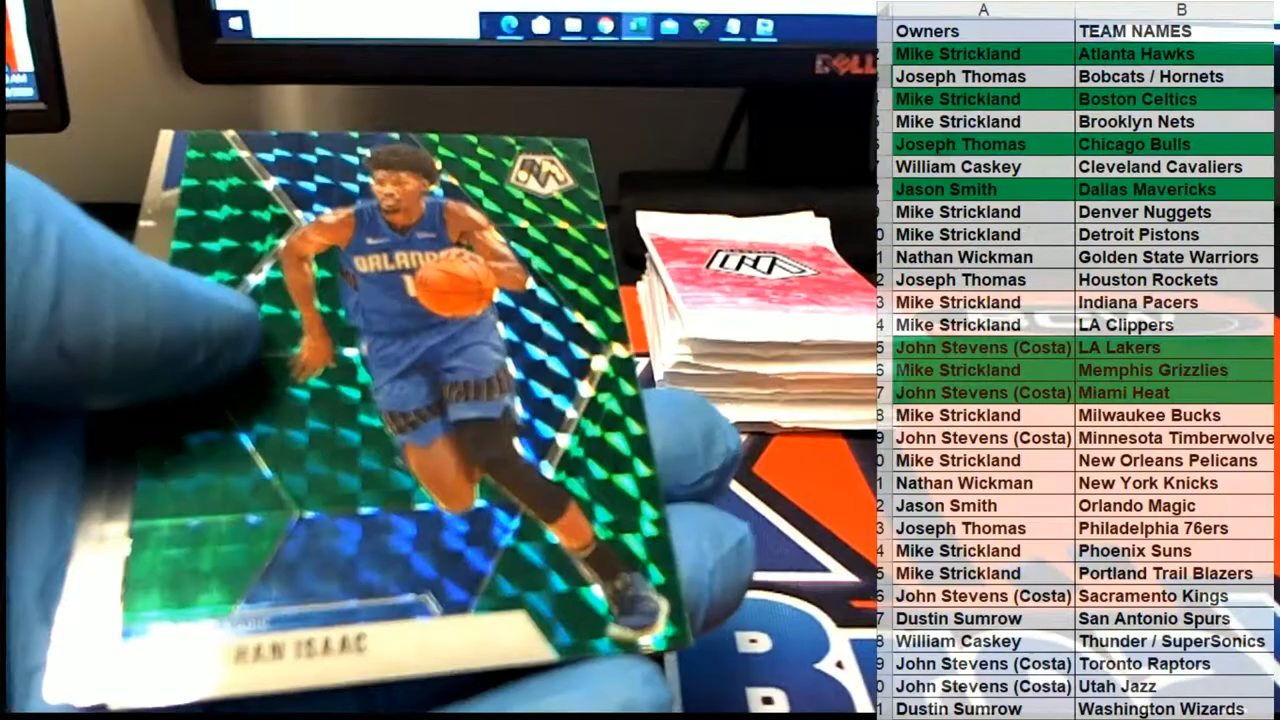 DELL
ORLANDO
HAN ISAAC
A B
Owners TEAM NAMES
Mike Strickland Atlanta Hawks
Joseph Thomas Bobcats / Hornets
Mike Strickland Boston Celtics
Mike Strickland Brooklyn Nets
Joseph Thomas Chicago Bulls
William Caskey Cleveland Cavaliers
Jason Smith Dallas Mavericks
Mike Strickland Denver Nuggets
Mike Strickland Detroit Pistons
Nathan Wickman Golden State Warriors
Joseph Thomas Houston Rockets
Mike Strickland Indiana Pacers
Mike Strickland LA Clippers
John Stevens (Costa) LA Lakers
Mike Strickland Memphis Grizzlies
John Stevens (Costa) Miami Heat
Mike Strickland Milwaukee Bucks
John Stevens (Costa) Minnesota Timberwolve
Mike Strickland New Orleans Pelicans
Nathan Wickman New York Knicks
Jason Smith Orlando Magic
Joseph Thomas Philadelphia 76ers
Mike Strickland Phoenix Suns
Mike Strickland Portland Trail Blazers
John Stevens (Costa) Sacramento Kings
Dustin Sumrow San Antonio Spurs
William Caskey Thunder / SuperSonics
John Stevens (Costa) Toronto Raptors
John Stevens (Costa) Utah Jazz
Dustin Sumrow Washington Wizards